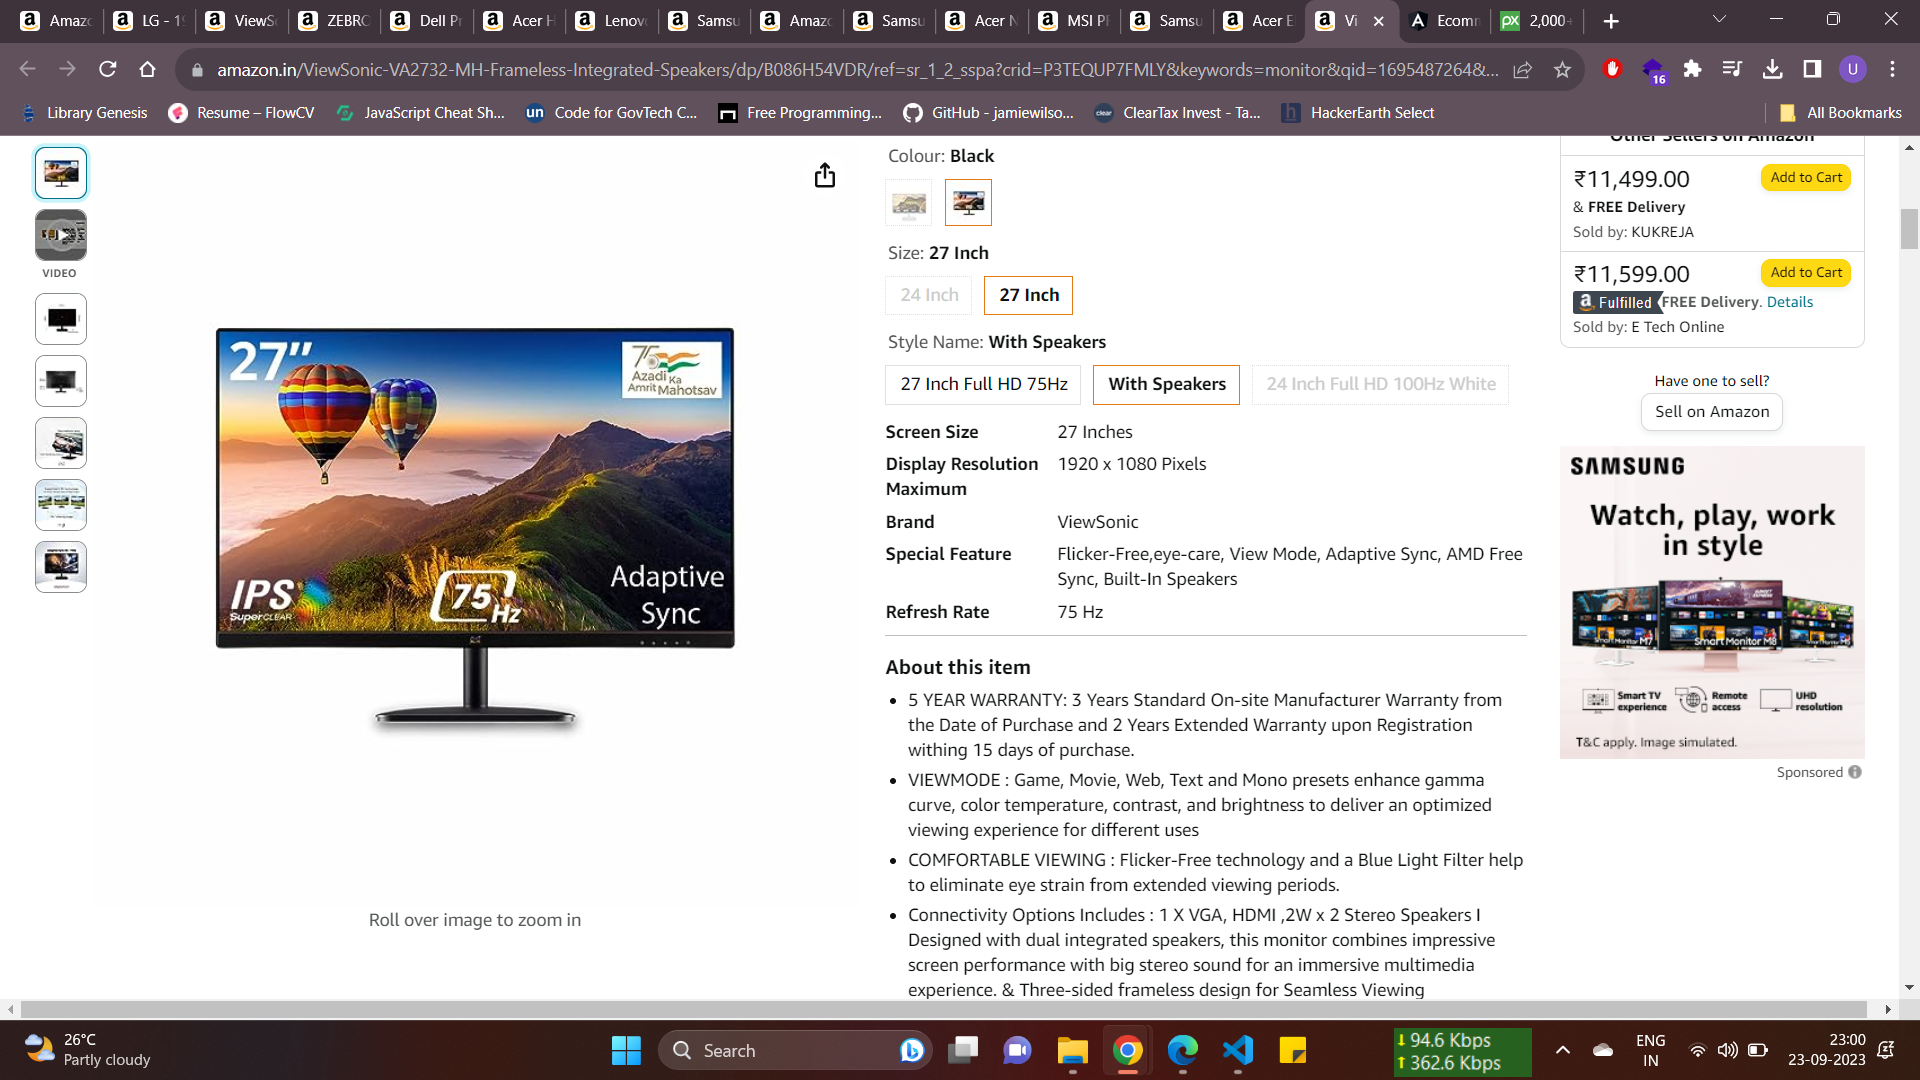 Amazo
LG - 19
ViewSo
ZEBRO
Dell Pr
Acer H
Lenovo
Samsu
Amazo
Samsu
Acer N
MSI PR
Samsu
Acer E
Vi
Ecomm
2,000+
amazon.in/ViewSonic-VA2732-MH-Frameless-Integrated-Speakers/dp/B086H54VDR/ref=sr_1_2_sspa?crid=P3TEQUP7FMLY&keywords=monitor&qid=1695487264&...
16
U
Library Genesis
Resume – FlowCV
JavaScript Cheat Sh...
Code for GovTech C...
Free Programming...
GitHub - jamiewilso...
ClearTax Invest - Ta...
HackerEarth Select
All Bookmarks
VIDEO
27"
75
Azadi Ka
Amrit Mahotsav
IPS
SuperCLEAR
75 Hz
Adaptive
Sync
Roll over image to zoom in
Colour: Black
Size: 27 Inch
24 Inch
27 Inch
Style Name: With Speakers
27 Inch Full HD 75Hz
With Speakers
24 Inch Full HD 100Hz White
Screen Size 27 Inches
Display Resolution 1920 x 1080 Pixels
Maximum
Brand ViewSonic
Special Feature Flicker-Free,eye-care, View Mode, Adaptive Sync, AMD Free
Sync, Built-In Speakers
Refresh Rate 75 Hz
About this item
5 YEAR WARRANTY: 3 Years Standard On-site Manufacturer Warranty from
the Date of Purchase and 2 Years Extended Warranty upon Registration
withing 15 days of purchase.
VIEWMODE : Game, Movie, Web, Text and Mono presets enhance gamma
curve, color temperature, contrast, and brightness to deliver an optimized
viewing experience for different uses
COMFORTABLE VIEWING : Flicker-Free technology and a Blue Light Filter help
to eliminate eye strain from extended viewing periods.
Connectivity Options Includes : 1 X VGA, HDMI ,2W x 2 Stereo Speakers I
Designed with dual integrated speakers, this monitor combines impressive
screen performance with big stereo sound for an immersive multimedia
experience. & Three-sided frameless design for Seamless Viewing
Other Sellers on Amazon
₹11,499.00
Add to Cart
& FREE Delivery
Sold by: KUKREJA
₹11,599.00
Add to Cart
Fulfilled FREE Delivery. Details
Sold by: E Tech Online
Have one to sell?
Sell on Amazon
SAMSUNG
Watch, play, work
in style
Smart Monitor M7
Smart Monitor M8
Smart TV
experience
Remote
access
UHD
resolution
T&C apply. Image simulated.
Sponsored
26°C
Partly cloudy
Search
94.6 Kbps
362.6 Kbps
ENG
IN
23:00
23-09-2023